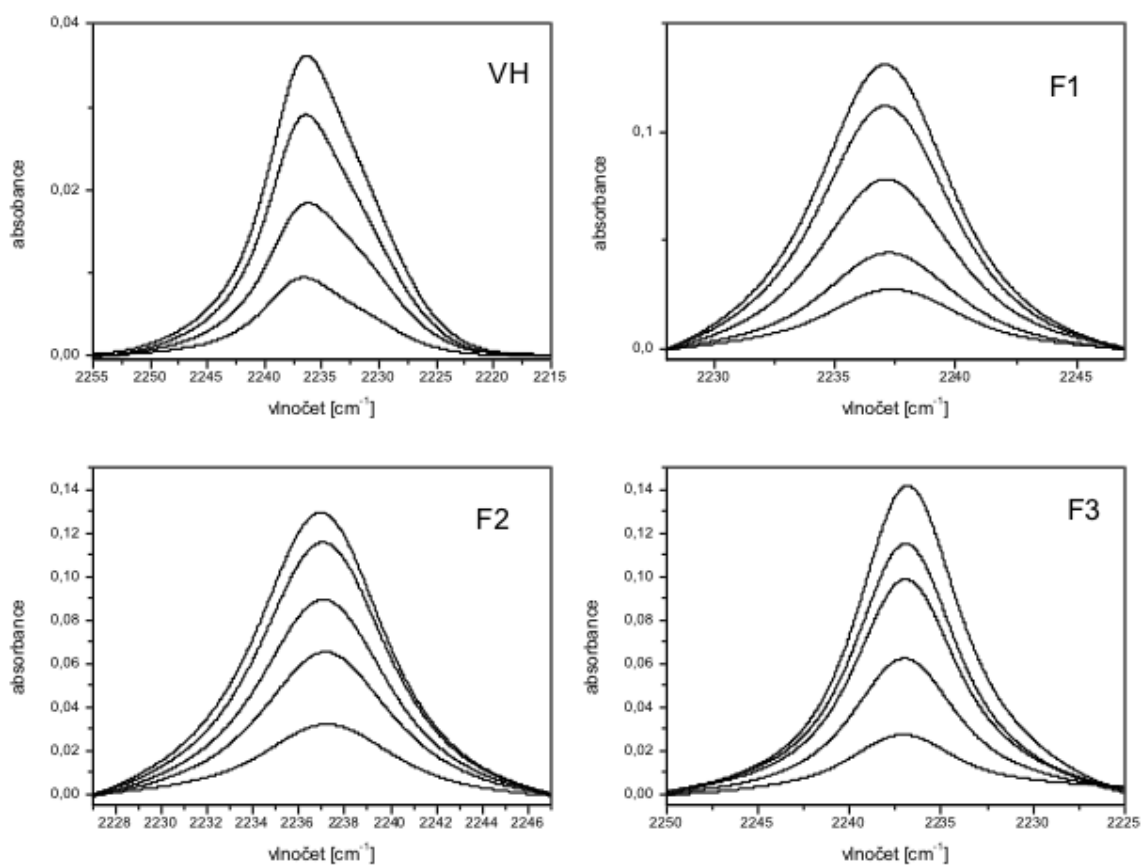 0,04
VH
absobance
0,02
0,00
2255 2250 2245 2240 2235 2230 2225 2220 2215
vlnočet [cm⁻¹]
F1
0,1
absorbance
0,0
2230 2235 2240 2245
vlnočet [cm⁻¹]
0,14
F2
0,12
0,10
absorbance
0,08
0,06
0,04
0,02
0,00
2228 2230 2232 2234 2236 2238 2240 2242 2244 2246
vlnočet [cm⁻¹]
0,14
F3
0,12
0,10
absorbance
0,08
0,06
0,04
0,02
0,00
2250 2245 2240 2235 2230 2225
vlnočet [cm⁻¹]